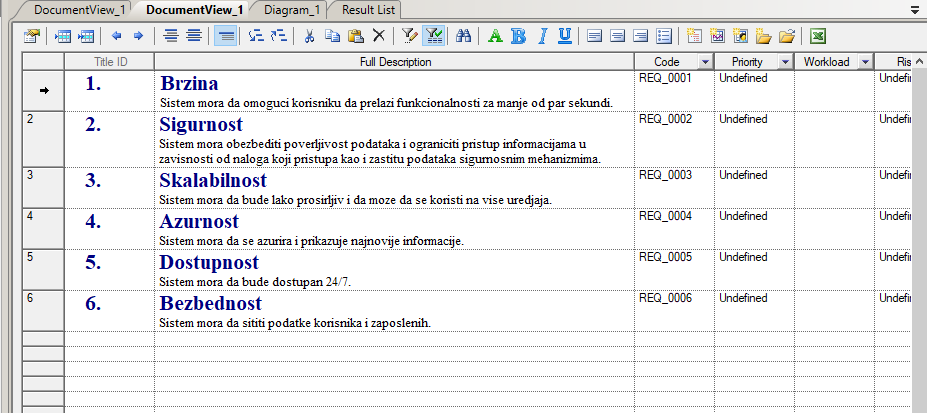 DocumentView_1 DocumentView_1 Diagram_1 Result List
A B I U
Title ID Full Description Code Priority Workload Ris
1. Brzina REQ_0001 Undefined Undefi
Sistem mora da omoguci korisniku da prelazi funkcionalnosti za manje od par sekundi.
2 2. Sigurnost REQ_0002 Undefined Undefi
Sistem mora obezbediti poverljivost podataka i ograniciti pristup informacijama u
zavisnosti od naloga koji pristupa kao i zastitu podataka sigurnosnim mehanizmima.
3 3. Skalabilnost REQ_0003 Undefined Undefi
Sistem mora da bude lako prosirljiv i da moze da se koristi na vise uredjaja.
4 4. Azurnost REQ_0004 Undefined Undefi
Sistem mora da se azurira i prikazuje najnovije informacije.
5 5. Dostupnost REQ_0005 Undefined Undefi
Sistem mora da bude dostupan 24/7.
6 6. Bezbednost REQ_0006 Undefined Undefi
Sistem mora da stiti podatke korisnika i zaposlenih.